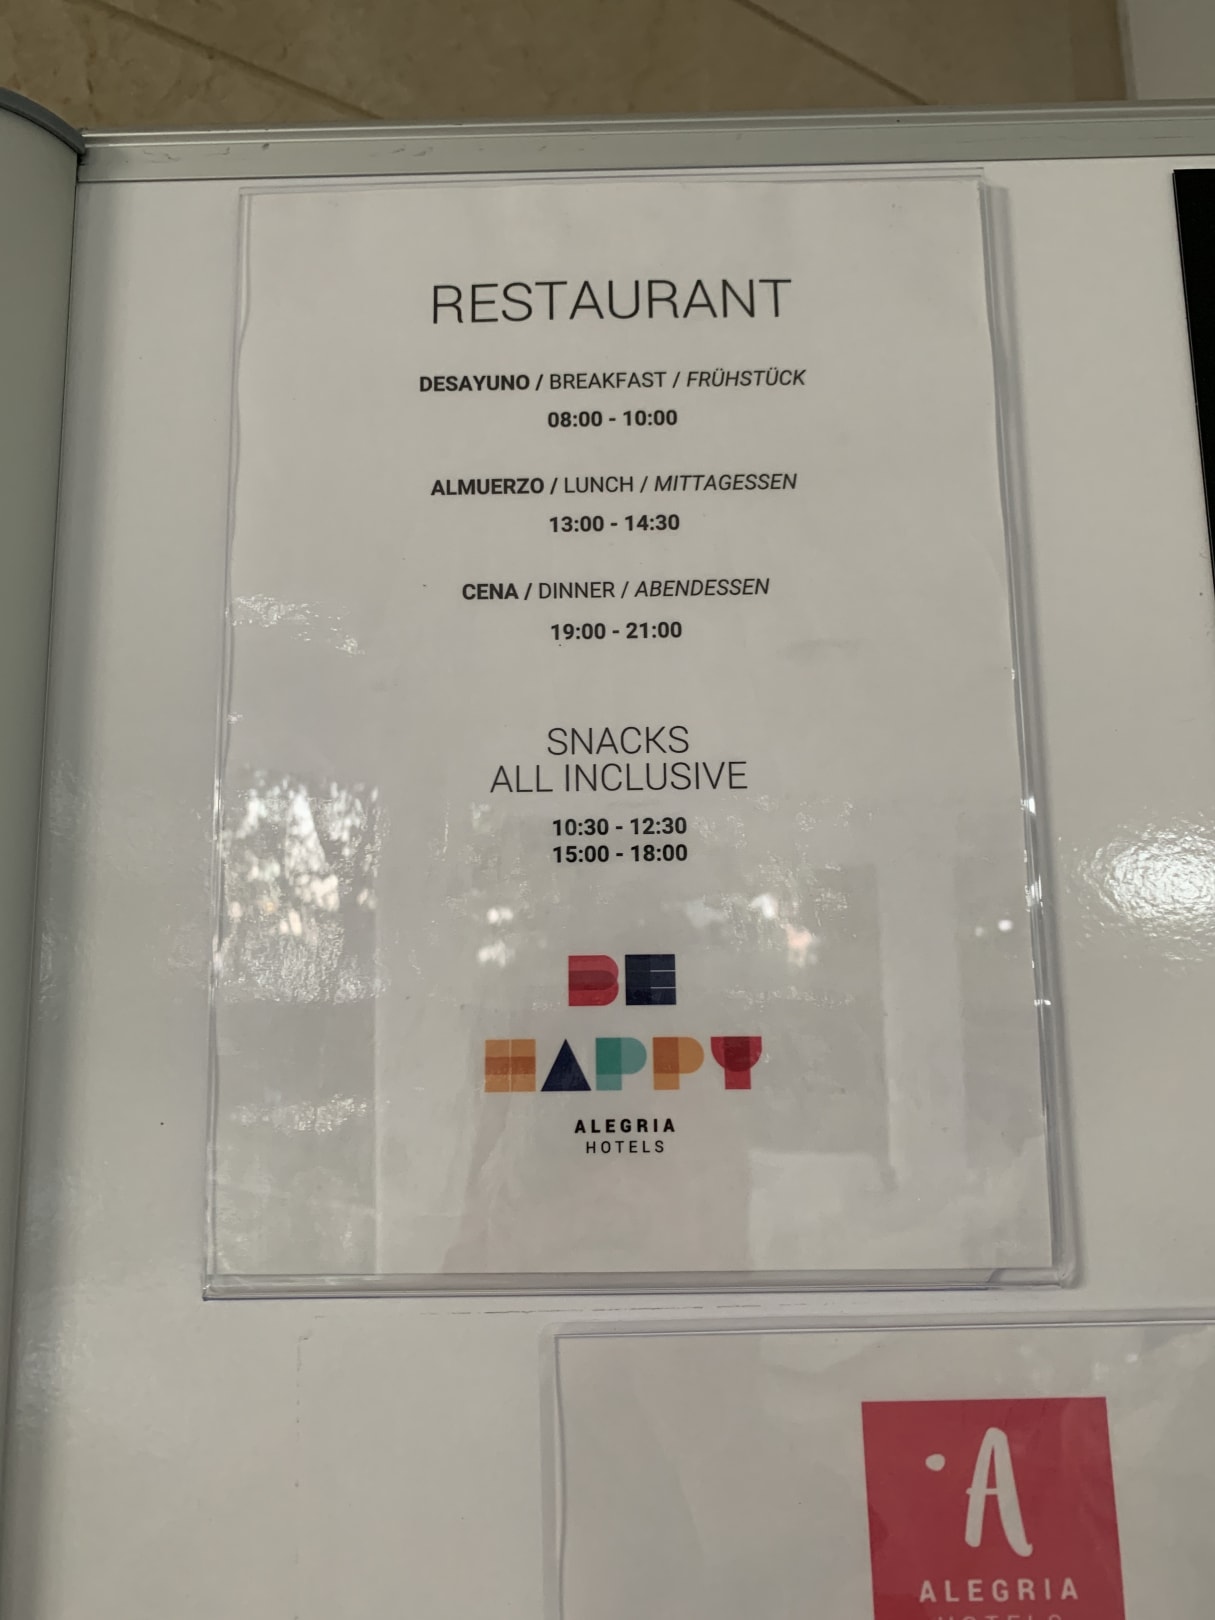 RESTAURANT
DESAYUNO / BREAKFAST / FRÜHSTÜCK
08:00 - 10:00
ALMUERZO / LUNCH / MITTAGESSEN
13:00 - 14:30
CENA / DINNER / ABENDESSEN
19:00 - 21:00
SNACKS
ALL INCLUSIVE
10:30 - 12:30
15:00 - 18:00
BE
HAPPY
ALEGRIA
HOTELS
A
ALEGRIA
HOTELS